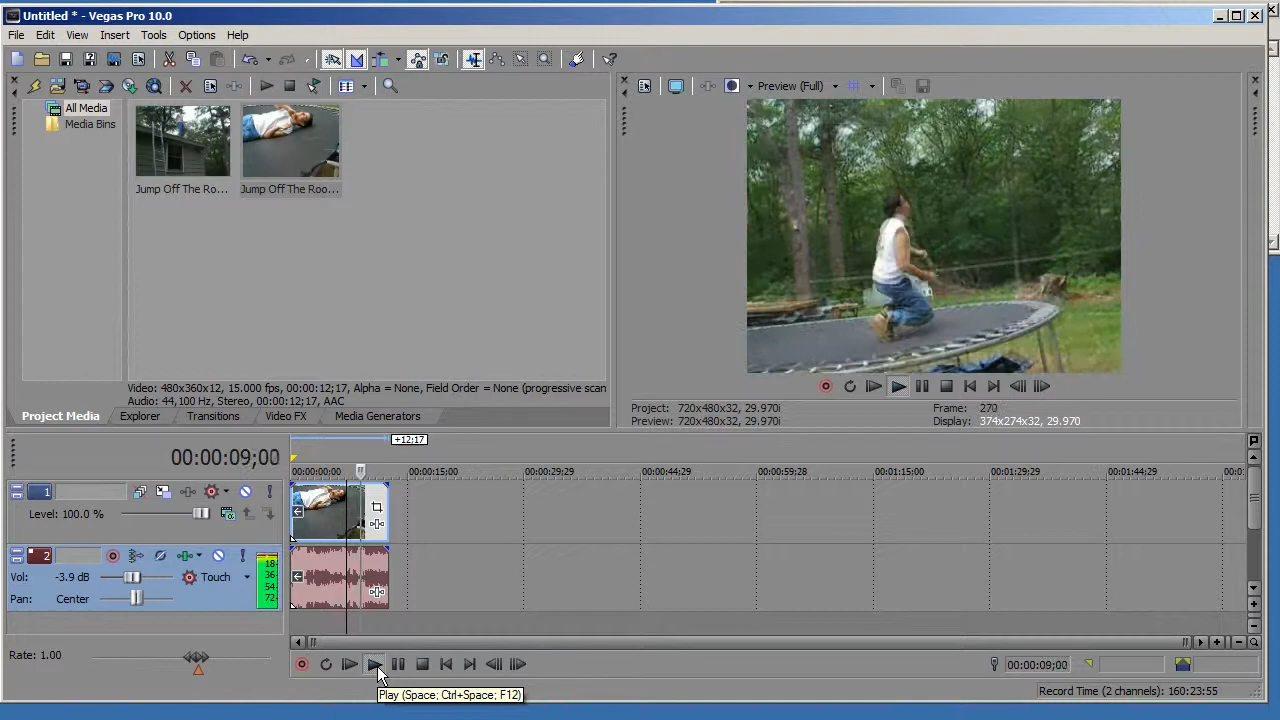 Untitled * - Vegas Pro 10.0
File Edit View Insert Tools Options Help
Preview (Full)
All Media
Media Bins
Jump Off The Ro... Jump Off The Roo...
Video: 480x360x12, 15.000 fps, 00:00:12;17, Alpha = None, Field Order = None (progressive scan
Audio: 44,100 Hz, Stereo, 00:00:12;17, AAC
Project Media Explorer Transitions Video FX Media Generators
Project: 720x480x32, 29.970i Frame: 270
Preview: 720x480x32, 29.970i Display: 374x274x32, 29.970
+12;17
00:00:09;00
00:00:00;00 00:00:15;00 00:00:29;29 00:00:44;29 00:00:59;28 00:01:15;00 00:01:29;29 00:01:44;29 00:0
1
Level: 100.0 %
2
Vol: -3.9 dB Touch
Pan: Center
18
36
54
72
Rate: 1.00
00:00:09;00
Play (Space; Ctrl+Space; F12)
Record Time (2 channels): 160:23:55